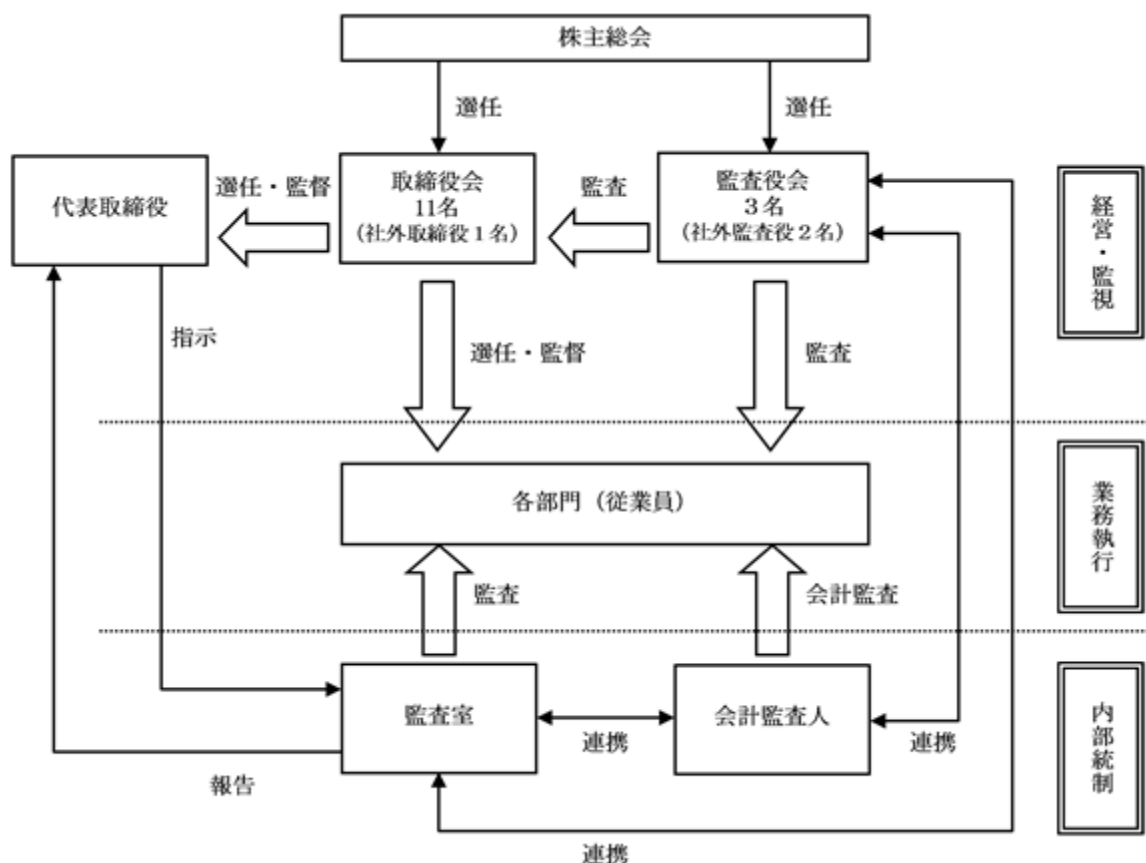 株主総会
選任
選任
代表取締役
選任・監督
取締役会
11名
（社外取締役１名）
監査
監査役会
３名
（社外監査役２名）
経営・監視
指示
選任・監督
監査
各部門（従業員）
業務執行
監査
会計監査
監査室
連携
会計監査人
連携
内部統制
報告
連携